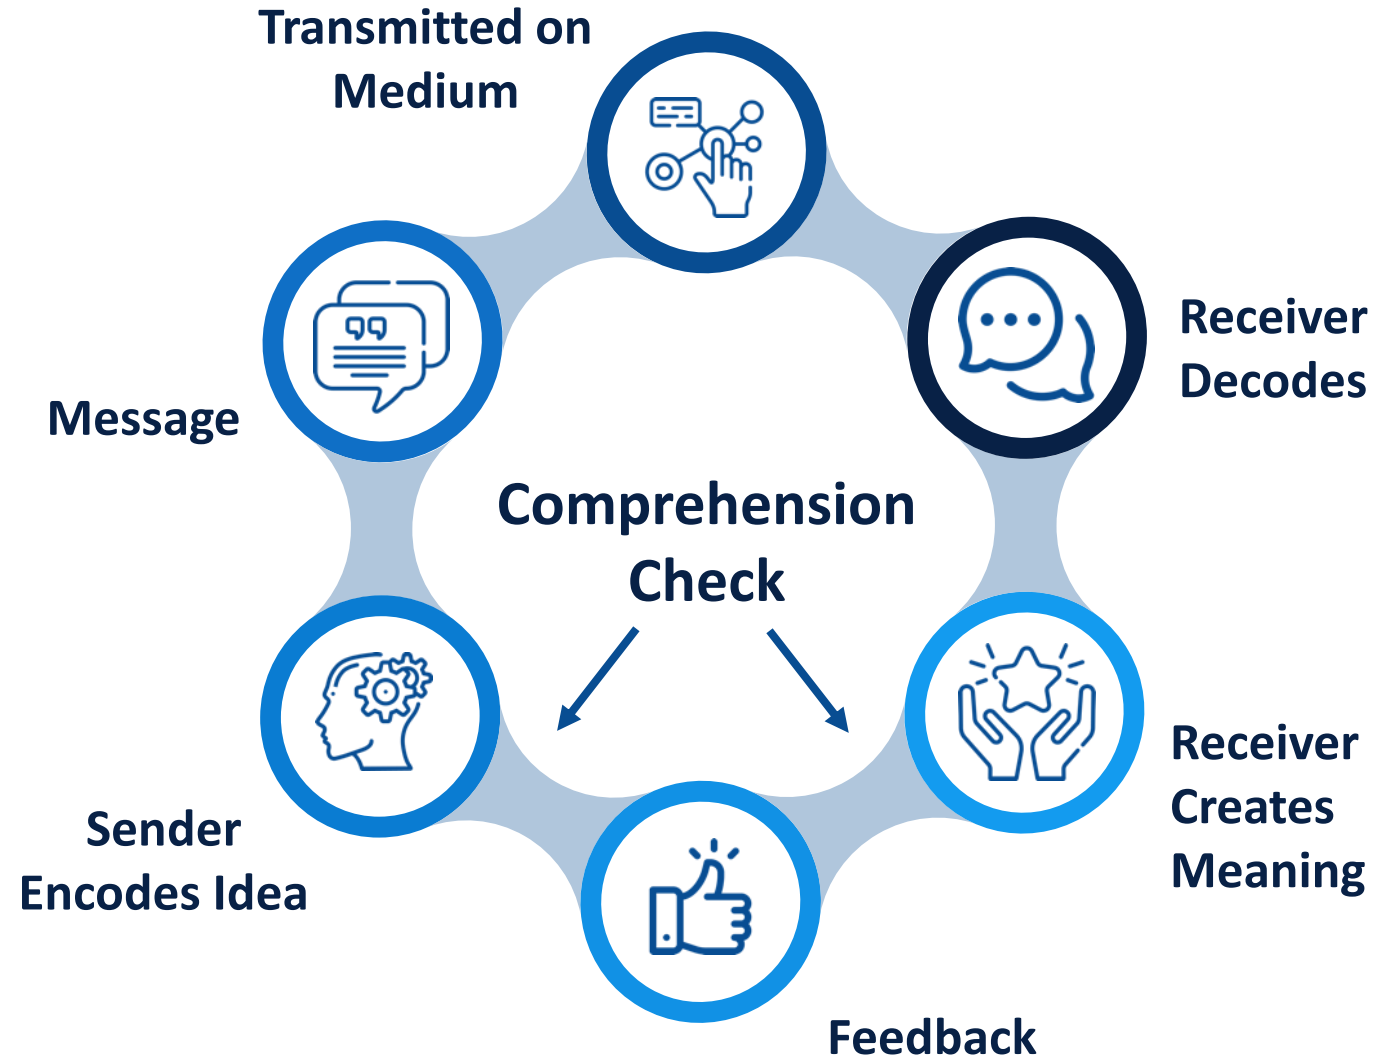 Transmitted on
Medium
Receiver
Decodes
Message
Comprehension
Check
Receiver
Creates
Meaning
Sender
Encodes Idea
Feedback